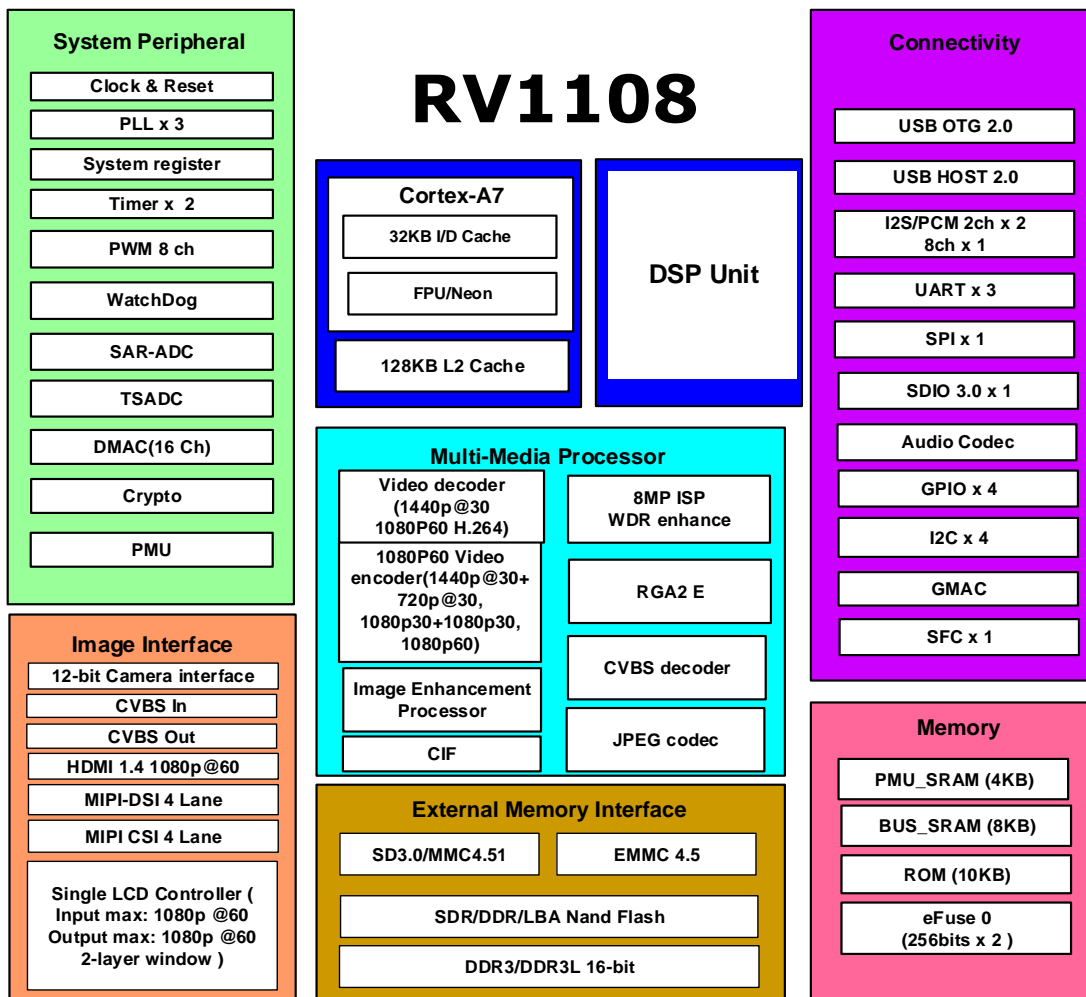 System Peripheral
Clock & Reset
PLL x 3
System register
Timer x 2
PWM 8 ch
WatchDog
SAR-ADC
TSADC
DMAC(16 Ch)
Crypto
PMU
Image Interface
12-bit Camera interface
CVBS In
CVBS Out
HDMI 1.4 1080p@60
MIPI-DSI 4 Lane
MIPI CSI 4 Lane
Single LCD Controller (
Input max: 1080p @60
Output max: 1080p @60
2-layer window )
RV1108
Cortex-A7
32KB I/D Cache
FPU/Neon
128KB L2 Cache
DSP Unit
Multi-Media Processor
Video decoder
(1440p@30
1080P60 H.264)
1080P60 Video
encoder(1440p@30+
720p@30,
1080p30+1080p30,
1080p60)
Image Enhancement
Processor
CIF
8MP ISP
WDR enhance
RGA2 E
CVBS decoder
JPEG codec
External Memory Interface
SD3.0/MMC4.51
EMMC 4.5
SDR/DDR/LBA Nand Flash
DDR3/DDR3L 16-bit
Connectivity
USB OTG 2.0
USB HOST 2.0
I2S/PCM 2ch x 2
8ch x 1
UART x 3
SPI x 1
SDIO 3.0 x 1
Audio Codec
GPIO x 4
I2C x 4
GMAC
SFC x 1
Memory
PMU_SRAM (4KB)
BUS_SRAM (8KB)
ROM (10KB)
eFuse 0
(256bits x 2 )